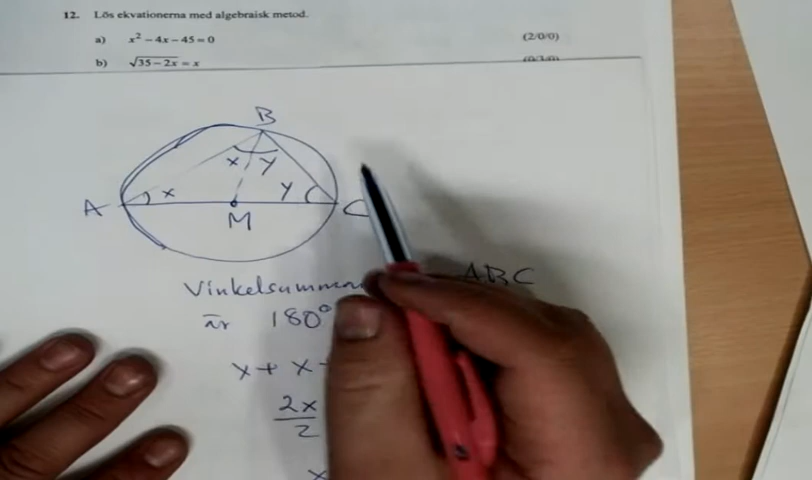 12. Lös ekvationerna med algebraisk metod.
a) x² – 4x – 45 = 0 (2/0/0)
b) √35 – 2x = x
B
x y
A x y C
M
Vinkelsumman ABC
är 180°
x + x
2x
2
x